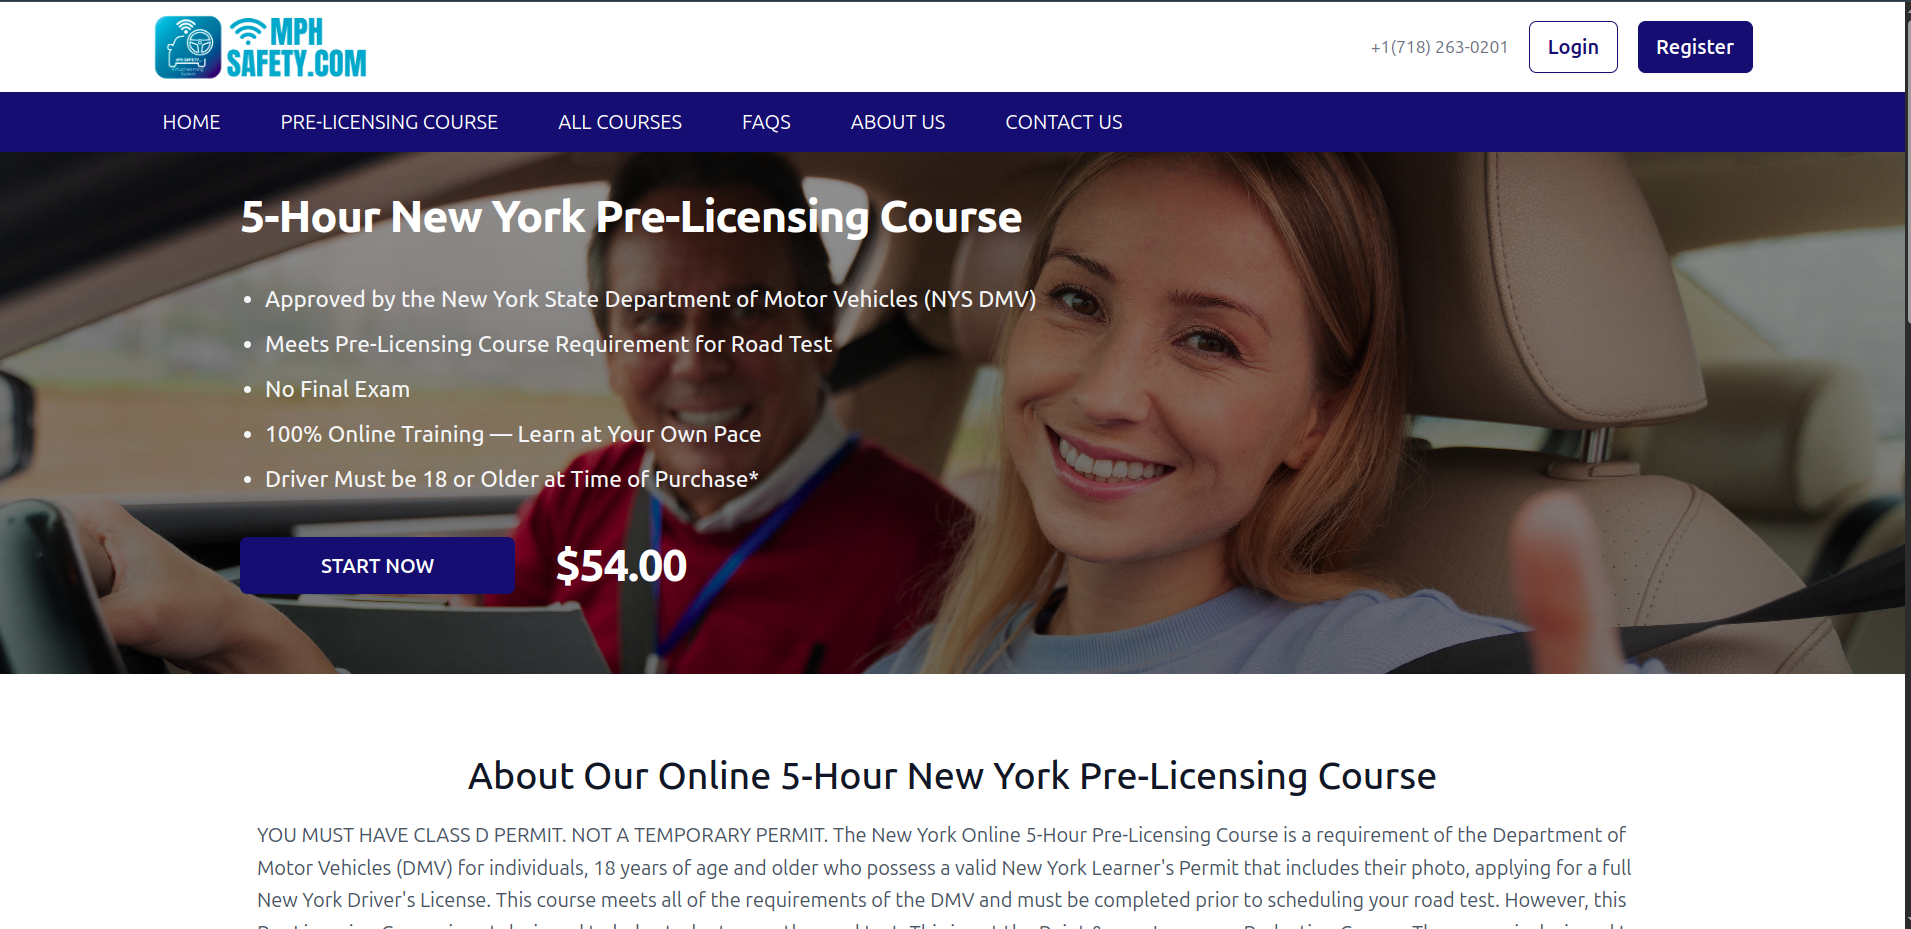 MPH
SAFETY.COM
+1(718) 263-0201
Login
Register
HOME
PRE-LICENSING COURSE
ALL COURSES
FAQS
ABOUT US
CONTACT US
5-Hour New York Pre-Licensing Course
• Approved by the New York State Department of Motor Vehicles (NYS DMV)
• Meets Pre-Licensing Course Requirement for Road Test
• No Final Exam
• 100% Online Training — Learn at Your Own Pace
• Driver Must be 18 or Older at Time of Purchase*
START NOW
$54.00
About Our Online 5-Hour New York Pre-Licensing Course
YOU MUST HAVE CLASS D PERMIT. NOT A TEMPORARY PERMIT. The New York Online 5-Hour Pre-Licensing Course is a requirement of the Department of
Motor Vehicles (DMV) for individuals, 18 years of age and older who possess a valid New York Learner's Permit that includes their photo, applying for a full
New York Driver's License. This course meets all of the requirements of the DMV and must be completed prior to scheduling your road test. However, this